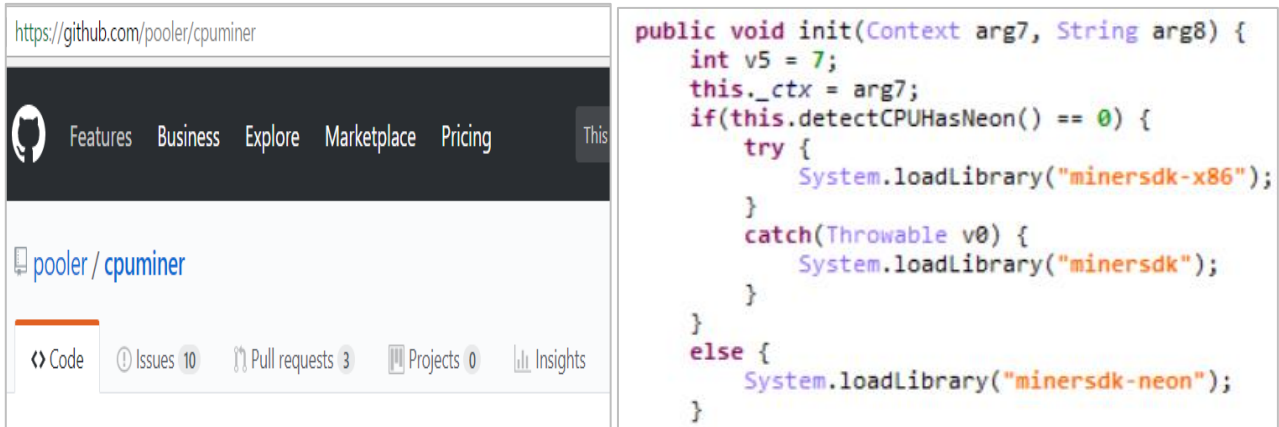 https://github.com/pooler/cpuminer
Features Business Explore Marketplace Pricing This
pooler / cpuminer
<> Code Issues 10 Pull requests 3 Projects 0 Insights
public void init(Context arg7, String arg8) {
int v5 = 7;
this._ctx = arg7;
if(this.detectCPUHasNeon() == 0) {
try {
System.loadLibrary("minersdk-x86");
}
catch(Throwable v0) {
System.loadLibrary("minersdk");
}
}
else {
System.loadLibrary("minersdk-neon");
}